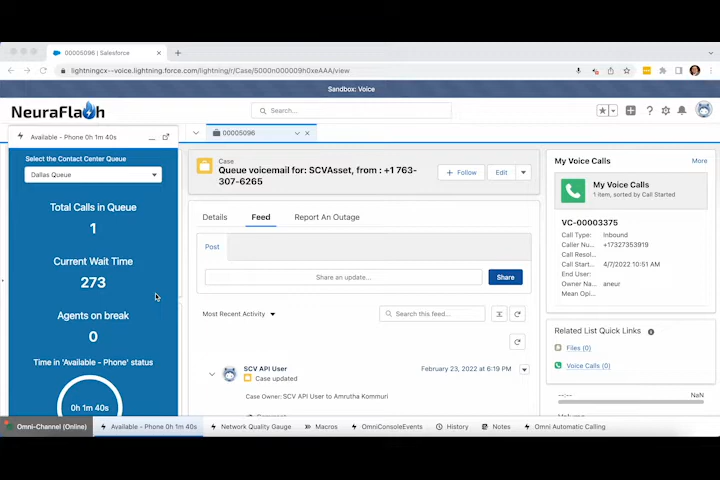 00005096 | Salesforce
lightningcx--voice.lightning.force.com/lightning/r/Case/5000n000009h0xeAAA/view
Sandbox: Voice
NeuraFlash
Search...
Available - Phone 0h 1m 40s
00005096
Select the Contact Center Queue
Dallas Queue
Total Calls in Queue
1
Current Wait Time
273
Agents on break
0
Time in 'Available - Phone' status
0h 1m 40s
Case
Queue voicemail for: SCVAsset, from : +1 763-
307-6265
+ Follow
Edit
Details
Feed
Report An Outage
Post
Share an update...
Share
Most Recent Activity
Search this feed...
SCV API User
February 23, 2022 at 6:19 PM
Case updated
Case Owner: SCV API User to Amrutha Kommuri
My Voice Calls
More
My Voice Calls
1 item, sorted by Call Started
VC-00003375
Call Type: Inbound
Caller Nu... +17327353919
Call Resol...
Call Start... 4/7/2022 10:51 AM
End User:
Owner Na... aneur
Mean Opi...
Related List Quick Links
Files (0)
Voice Calls (0)
--:--
NaN
Omni-Channel (Online)
Available - Phone 0h 1m 40s
Network Quality Gauge
Macros
OmniConsoleEvents
History
Notes
Omni Automatic Calling